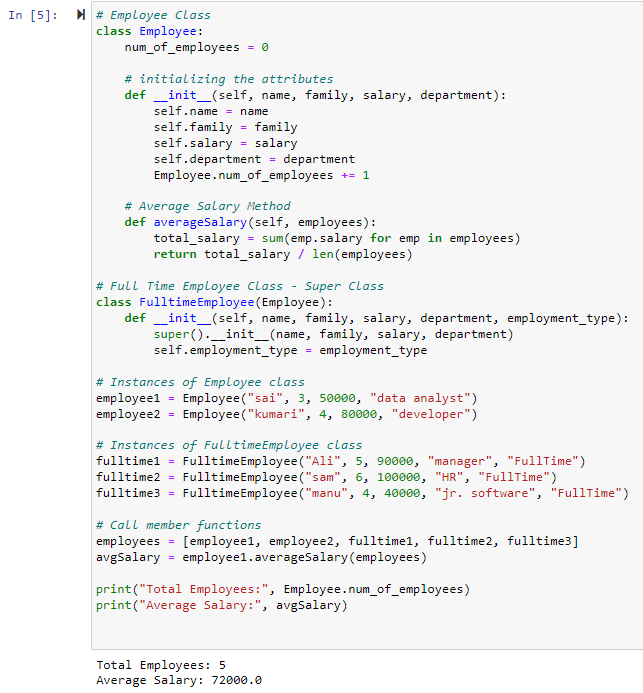 In [5]:
# Employee Class
class Employee:
    num_of_employees = 0

    # initializing the attributes
    def __init__(self, name, family, salary, department):
        self.name = name
        self.family = family
        self.salary = salary
        self.department = department
        Employee.num_of_employees += 1

    # Average Salary Method
    def averageSalary(self, employees):
        total_salary = sum(emp.salary for emp in employees)
        return total_salary / len(employees)

# Full Time Employee Class - Super Class
class FulltimeEmployee(Employee):
    def __init__(self, name, family, salary, department, employment_type):
        super().__init__(name, family, salary, department)
        self.employment_type = employment_type

# Instances of Employee class
employee1 = Employee("sai", 3, 50000, "data analyst")
employee2 = Employee("kumari", 4, 80000, "developer")

# Instances of FulltimeEmployee class
fulltime1 = FulltimeEmployee("Ali", 5, 90000, "manager", "FullTime")
fulltime2 = FulltimeEmployee("sam", 6, 100000, "HR", "FullTime")
fulltime3 = FulltimeEmployee("manu", 4, 40000, "jr. software", "FullTime")

# Call member functions
employees = [employee1, employee2, fulltime1, fulltime2, fulltime3]
avgSalary = employee1.averageSalary(employees)

print("Total Employees:", Employee.num_of_employees)
print("Average Salary:", avgSalary)

Total Employees: 5
Average Salary: 72000.0